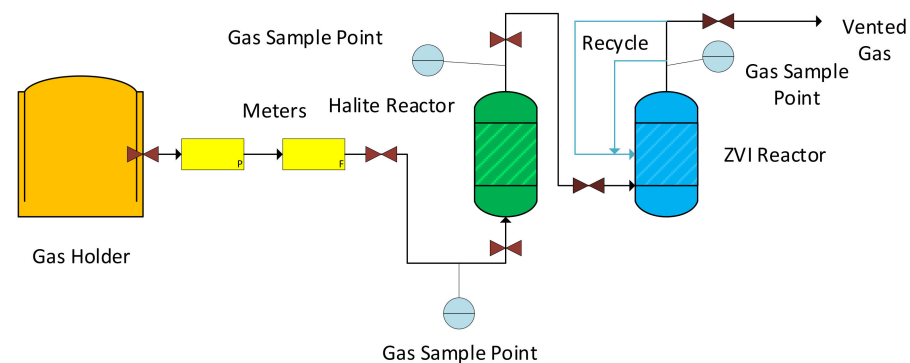 Gas Sample Point
Recycle
Vented
Gas
Gas Sample
Point
Meters
Halite Reactor
P
F
ZVI Reactor
Gas Holder
Gas Sample Point